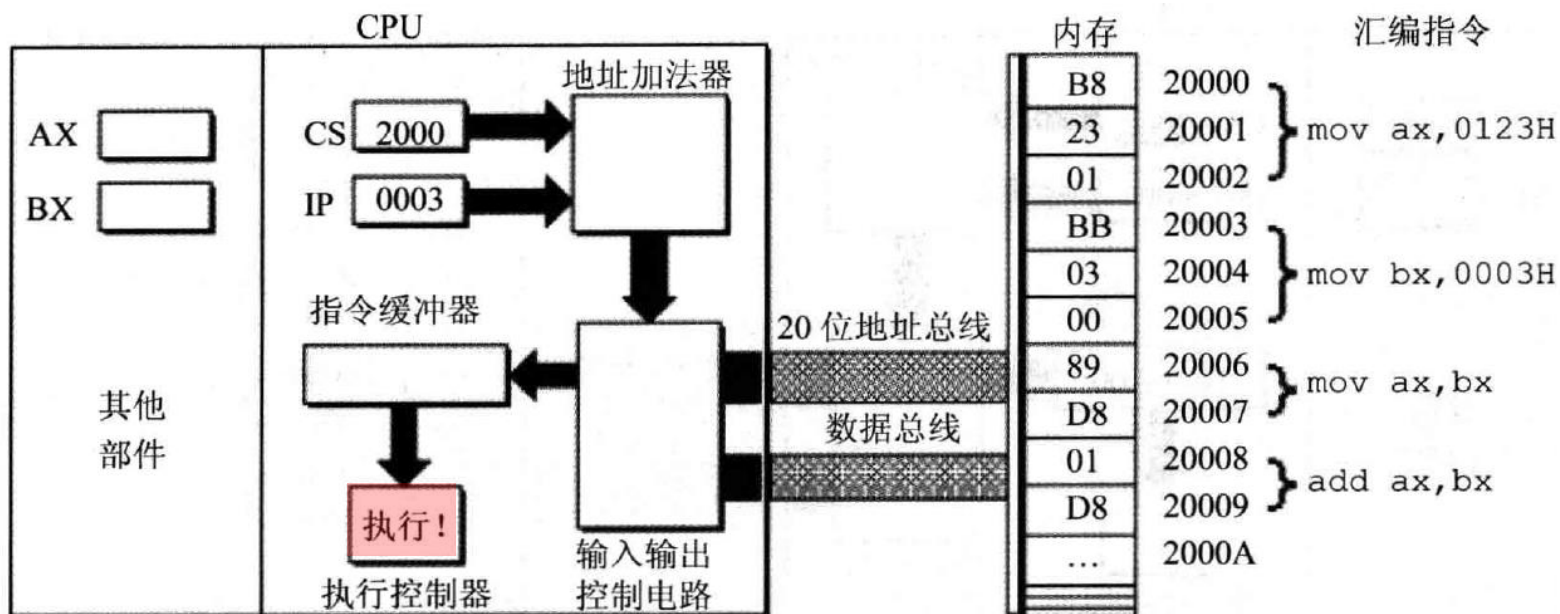 CPU
内存
汇编指令
地址加法器
AX
BX
CS 2000
IP 0003
指令缓冲器
其他
部件
执行!
执行控制器
输入输出
控制电路
20 位地址总线
数据总线
B8 20000
23 20001
01 20002
mov ax,0123H
BB 20003
03 20004
00 20005
mov bx,0003H
89 20006
D8 20007
mov ax,bx
01 20008
D8 20009
add ax,bx
… 2000A